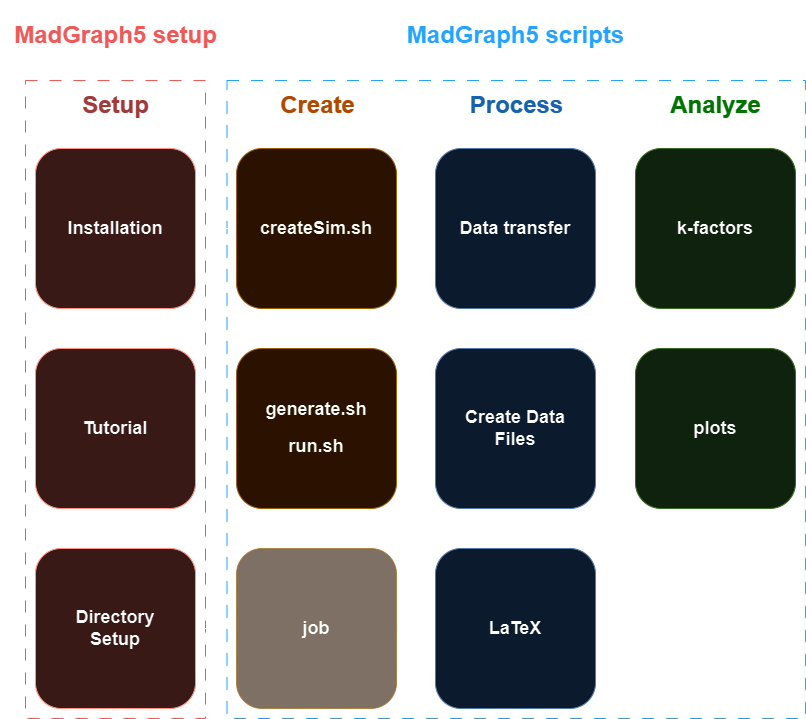 MadGraph5 setup
MadGraph5 scripts
Setup
Create
Process
Analyze
Installation
createSim.sh
Data transfer
k-factors
Tutorial
generate.sh
run.sh
Create Data
Files
plots
Directory
Setup
job
LaTeX